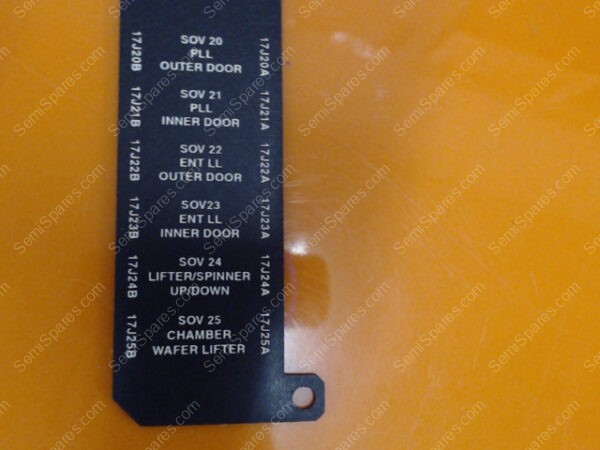 17J20B
SOV 20
PLL
OUTER DOOR
17J20A
17J21B
SOV 21
PLL
INNER DOOR
17J21A
17J22B
SOV 22
ENT LL
OUTER DOOR
17J22A
17J23B
SOV23
ENT LL
INNER DOOR
17J23A
17J24B
SOV 24
LIFTER/SPINNER
UP/DOWN
17J24A
17J25B
SOV 25
CHAMBER
WAFER LIFTER
17J25A
SemiSpares.com